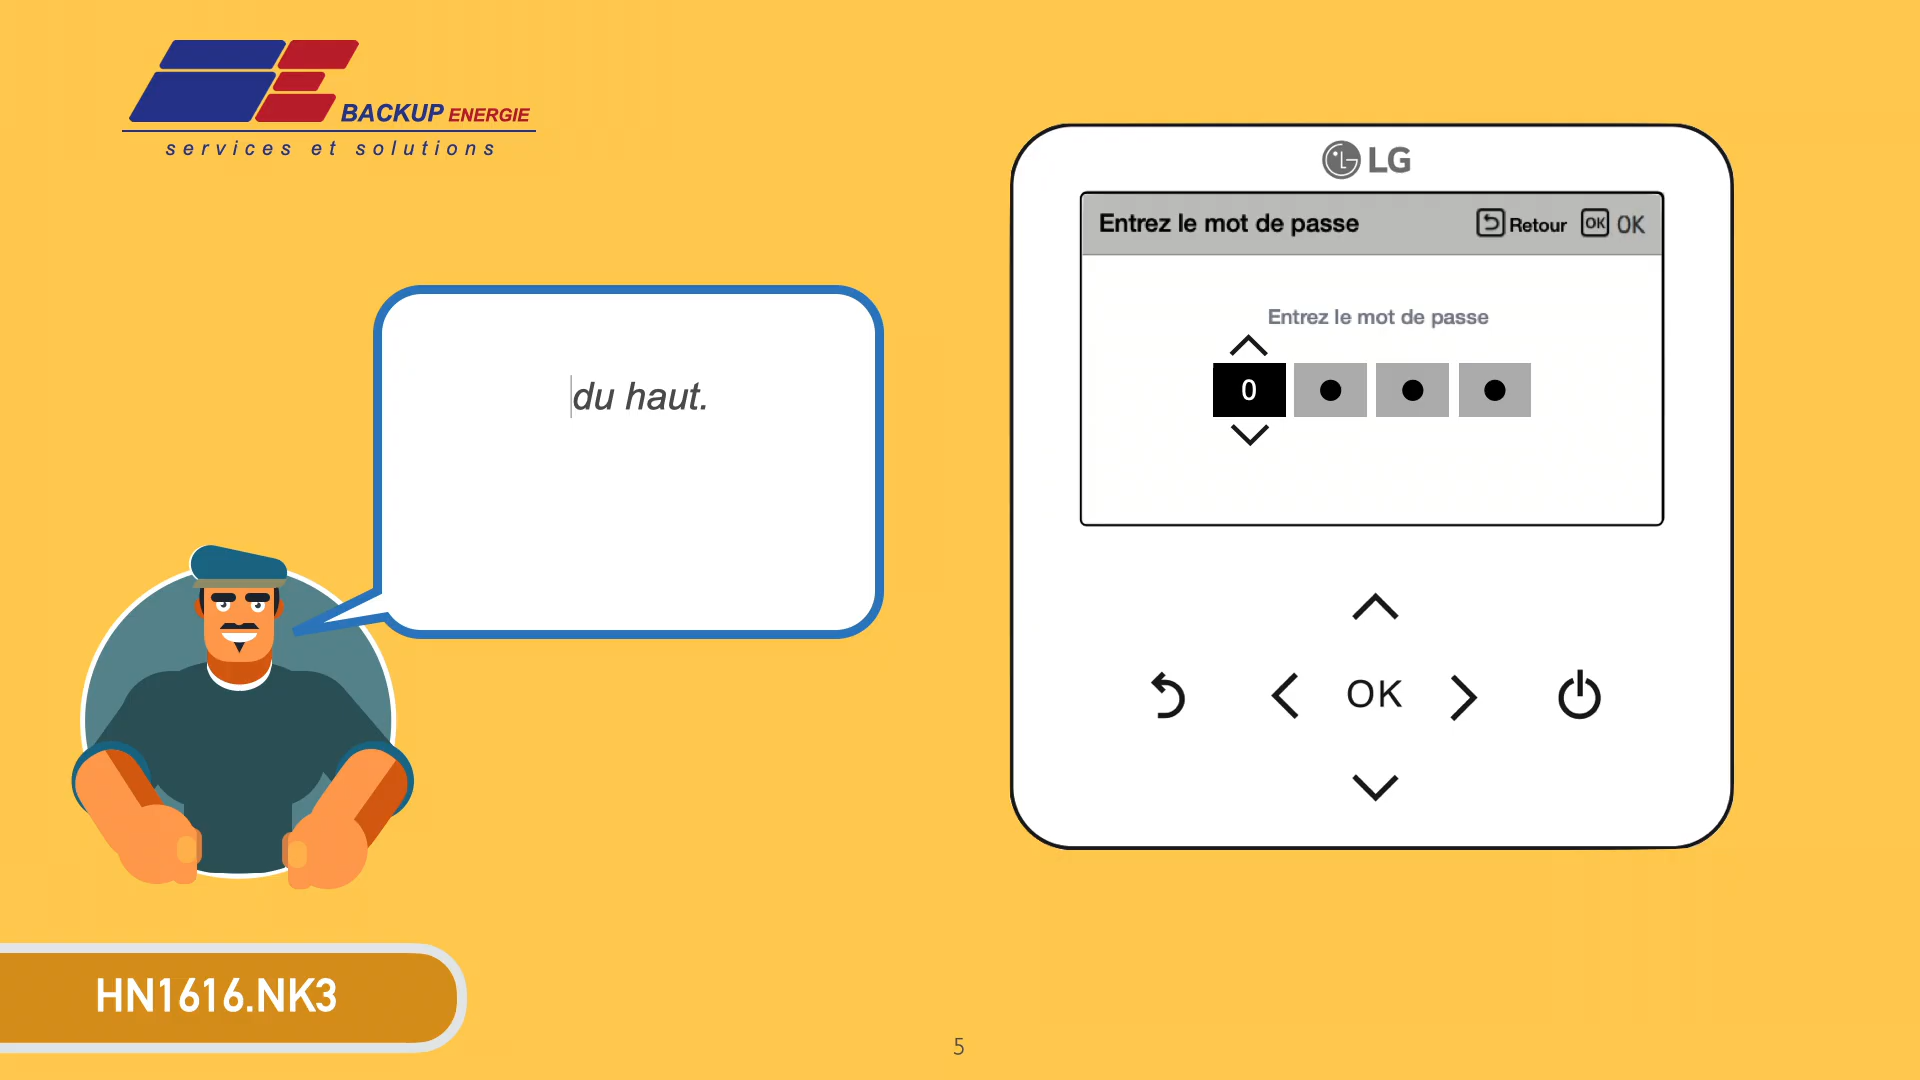 BACKUP ENERGIE
services et solutions
LG
Entrez le mot de passe
Retour
OK OK
Entrez le mot de passe
0
du haut.
OK
HN1616.NK3
5